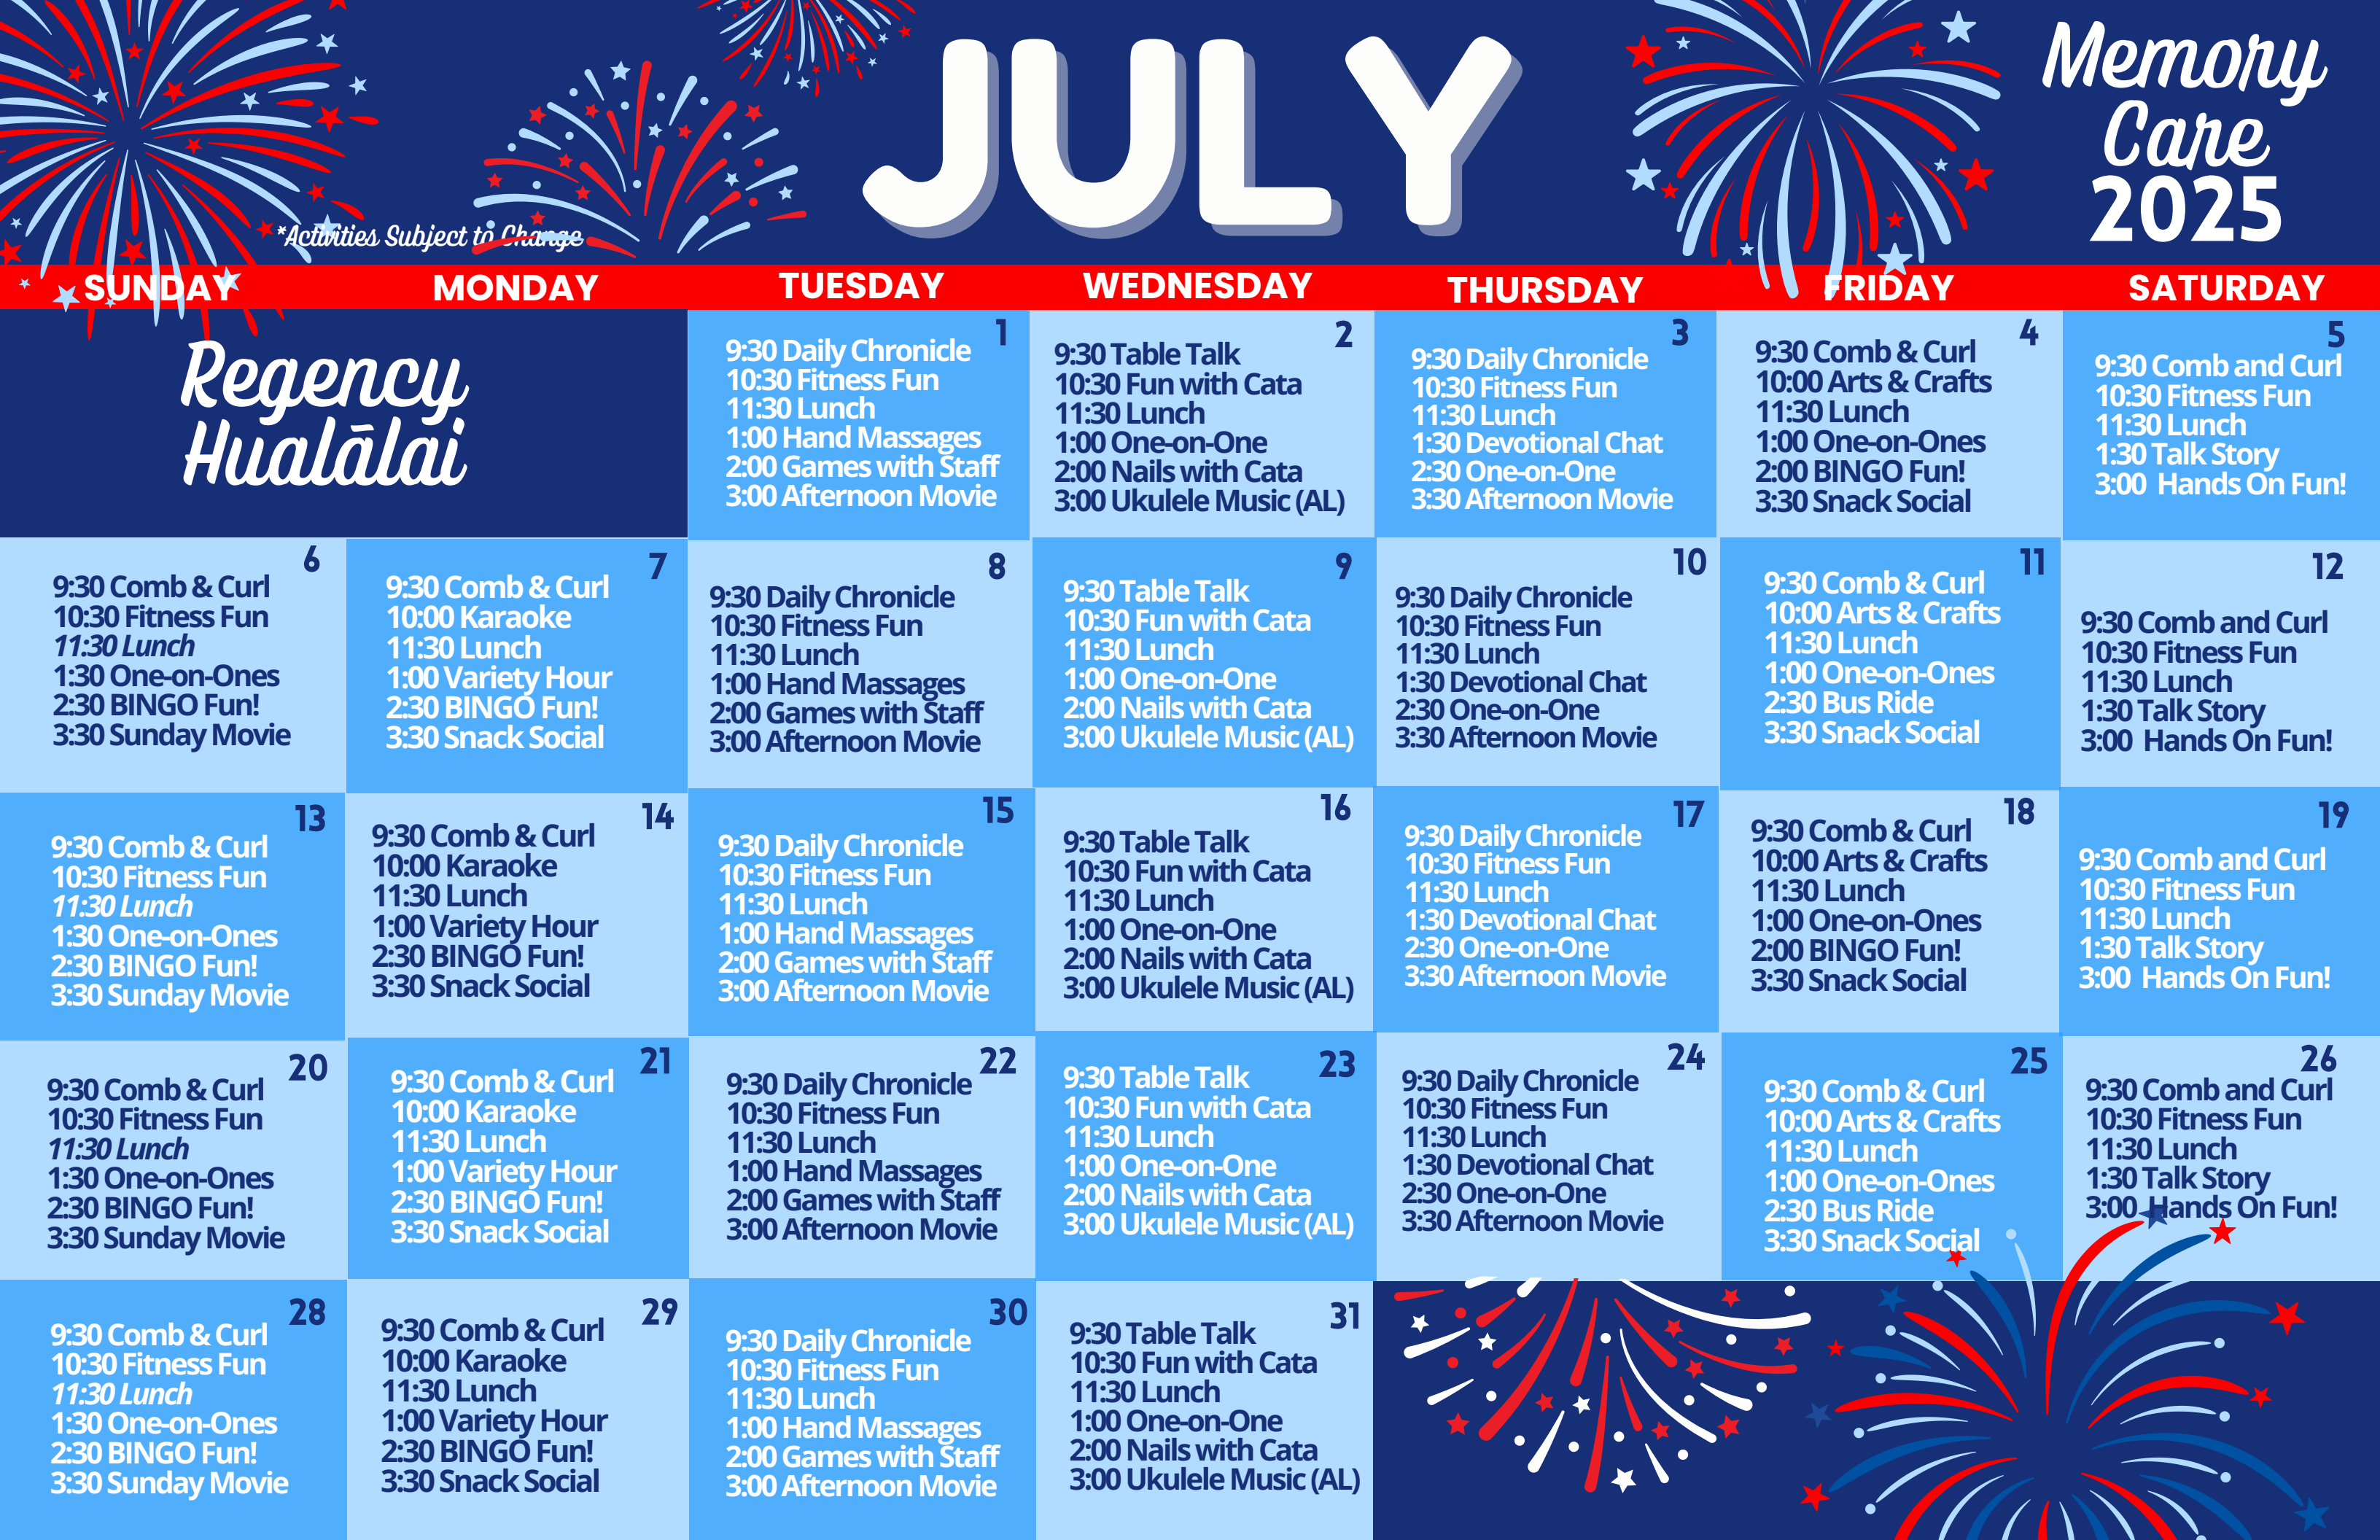 JULY
Memory
Care
2025
*Activities Subject to Change
SUNDAY
MONDAY
TUESDAY
WEDNESDAY
THURSDAY
FRIDAY
SATURDAY
Regency
Hualālai
1
9:30 Daily Chronicle
10:30 Fitness Fun
11:30 Lunch
1:00 Hand Massages
2:00 Games with Staff
3:00 Afternoon Movie
2
9:30 Table Talk
10:30 Fun with Cata
11:30 Lunch
1:00 One-on-One
2:00 Nails with Cata
3:00 Ukulele Music (AL)
3
9:30 Daily Chronicle
10:30 Fitness Fun
11:30 Lunch
1:30 Devotional Chat
2:30 One-on-One
3:30 Afternoon Movie
4
9:30 Comb & Curl
10:00 Arts & Crafts
11:30 Lunch
1:00 One-on-Ones
2:00 BINGO Fun!
3:30 Snack Social
5
9:30 Comb and Curl
10:30 Fitness Fun
11:30 Lunch
1:30 Talk Story
3:00 Hands On Fun!
6
9:30 Comb & Curl
10:30 Fitness Fun
11:30 Lunch
1:30 One-on-Ones
2:30 BINGO Fun!
3:30 Sunday Movie
7
9:30 Comb & Curl
10:00 Karaoke
11:30 Lunch
1:00 Variety Hour
2:30 BINGO Fun!
3:30 Snack Social
8
9:30 Daily Chronicle
10:30 Fitness Fun
11:30 Lunch
1:00 Hand Massages
2:00 Games with Staff
3:00 Afternoon Movie
9
9:30 Table Talk
10:30 Fun with Cata
11:30 Lunch
1:00 One-on-One
2:00 Nails with Cata
3:00 Ukulele Music (AL)
10
9:30 Daily Chronicle
10:30 Fitness Fun
11:30 Lunch
1:30 Devotional Chat
2:30 One-on-One
3:30 Afternoon Movie
11
9:30 Comb & Curl
10:00 Arts & Crafts
11:30 Lunch
1:00 One-on-Ones
2:30 Bus Ride
3:30 Snack Social
12
9:30 Comb and Curl
10:30 Fitness Fun
11:30 Lunch
1:30 Talk Story
3:00 Hands On Fun!
13
9:30 Comb & Curl
10:30 Fitness Fun
11:30 Lunch
1:30 One-on-Ones
2:30 BINGO Fun!
3:30 Sunday Movie
14
9:30 Comb & Curl
10:00 Karaoke
11:30 Lunch
1:00 Variety Hour
2:30 BINGO Fun!
3:30 Snack Social
15
9:30 Daily Chronicle
10:30 Fitness Fun
11:30 Lunch
1:00 Hand Massages
2:00 Games with Staff
3:00 Afternoon Movie
16
9:30 Table Talk
10:30 Fun with Cata
11:30 Lunch
1:00 One-on-One
2:00 Nails with Cata
3:00 Ukulele Music (AL)
17
9:30 Daily Chronicle
10:30 Fitness Fun
11:30 Lunch
1:30 Devotional Chat
2:30 One-on-One
3:30 Afternoon Movie
18
9:30 Comb & Curl
10:00 Arts & Crafts
11:30 Lunch
1:00 One-on-Ones
2:00 BINGO Fun!
3:30 Snack Social
19
9:30 Comb and Curl
10:30 Fitness Fun
11:30 Lunch
1:30 Talk Story
3:00 Hands On Fun!
20
9:30 Comb & Curl
10:30 Fitness Fun
11:30 Lunch
1:30 One-on-Ones
2:30 BINGO Fun!
3:30 Sunday Movie
21
9:30 Comb & Curl
10:00 Karaoke
11:30 Lunch
1:00 Variety Hour
2:30 BINGO Fun!
3:30 Snack Social
22
9:30 Daily Chronicle
10:30 Fitness Fun
11:30 Lunch
1:00 Hand Massages
2:00 Games with Staff
3:00 Afternoon Movie
23
9:30 Table Talk
10:30 Fun with Cata
11:30 Lunch
1:00 One-on-One
2:00 Nails with Cata
3:00 Ukulele Music (AL)
24
9:30 Daily Chronicle
10:30 Fitness Fun
11:30 Lunch
1:30 Devotional Chat
2:30 One-on-One
3:30 Afternoon Movie
25
9:30 Comb & Curl
10:00 Arts & Crafts
11:30 Lunch
1:00 One-on-Ones
2:30 Bus Ride
3:30 Snack Social
26
9:30 Comb and Curl
10:30 Fitness Fun
11:30 Lunch
1:30 Talk Story
3:00 Hands On Fun!
28
9:30 Comb & Curl
10:30 Fitness Fun
11:30 Lunch
1:30 One-on-Ones
2:30 BINGO Fun!
3:30 Sunday Movie
29
9:30 Comb & Curl
10:00 Karaoke
11:30 Lunch
1:00 Variety Hour
2:30 BINGO Fun!
3:30 Snack Social
30
9:30 Daily Chronicle
10:30 Fitness Fun
11:30 Lunch
1:00 Hand Massages
2:00 Games with Staff
3:00 Afternoon Movie
31
9:30 Table Talk
10:30 Fun with Cata
11:30 Lunch
1:00 One-on-One
2:00 Nails with Cata
3:00 Ukulele Music (AL)